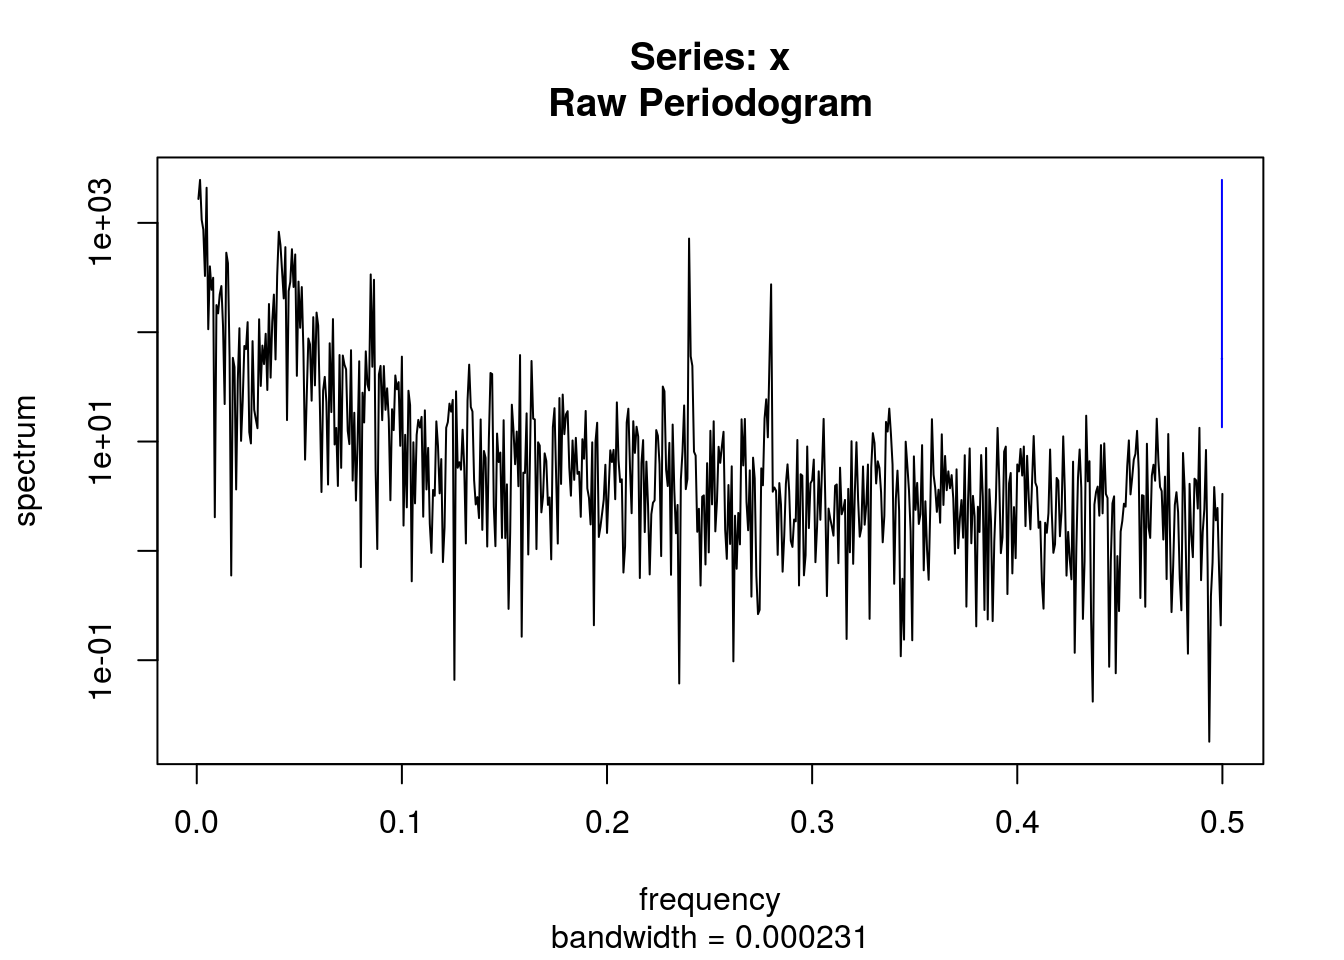 Series: x
Raw Periodogram
spectrum
1e+03
1e+01
1e-01
0.0 0.1 0.2 0.3 0.4 0.5
frequency
bandwidth = 0.000231